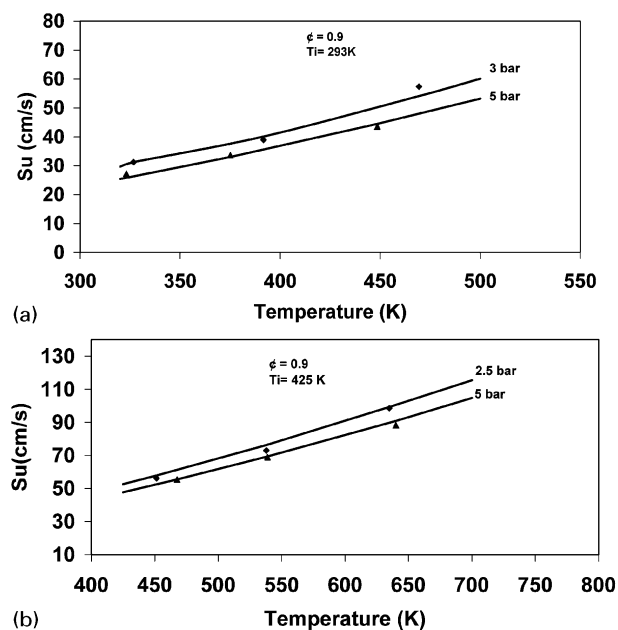 80
70
60
50
40
30
20
10
0
Su (cm/s)
¢ = 0.9
Ti= 293K
3 bar
5 bar
300 350 400 450 500 550
Temperature (K)
(a)
130
110
90
70
50
30
10
Su(cm/s)
¢ = 0.9
Ti= 425 K
2.5 bar
5 bar
400 450 500 550 600 650 700 750 800
Temperature (K)
(b)